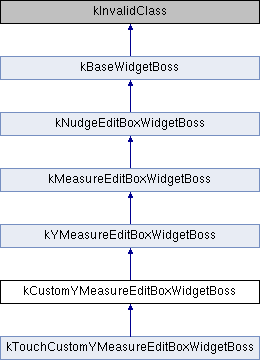 kInvalidClass
kBaseWidgetBoss
kNudgeEditBoxWidgetBoss
kMeasureEditBoxWidgetBoss
kYMeasureEditBoxWidgetBoss
kCustomYMeasureEditBoxWidgetBoss
kTouchCustomYMeasureEditBoxWidgetBoss